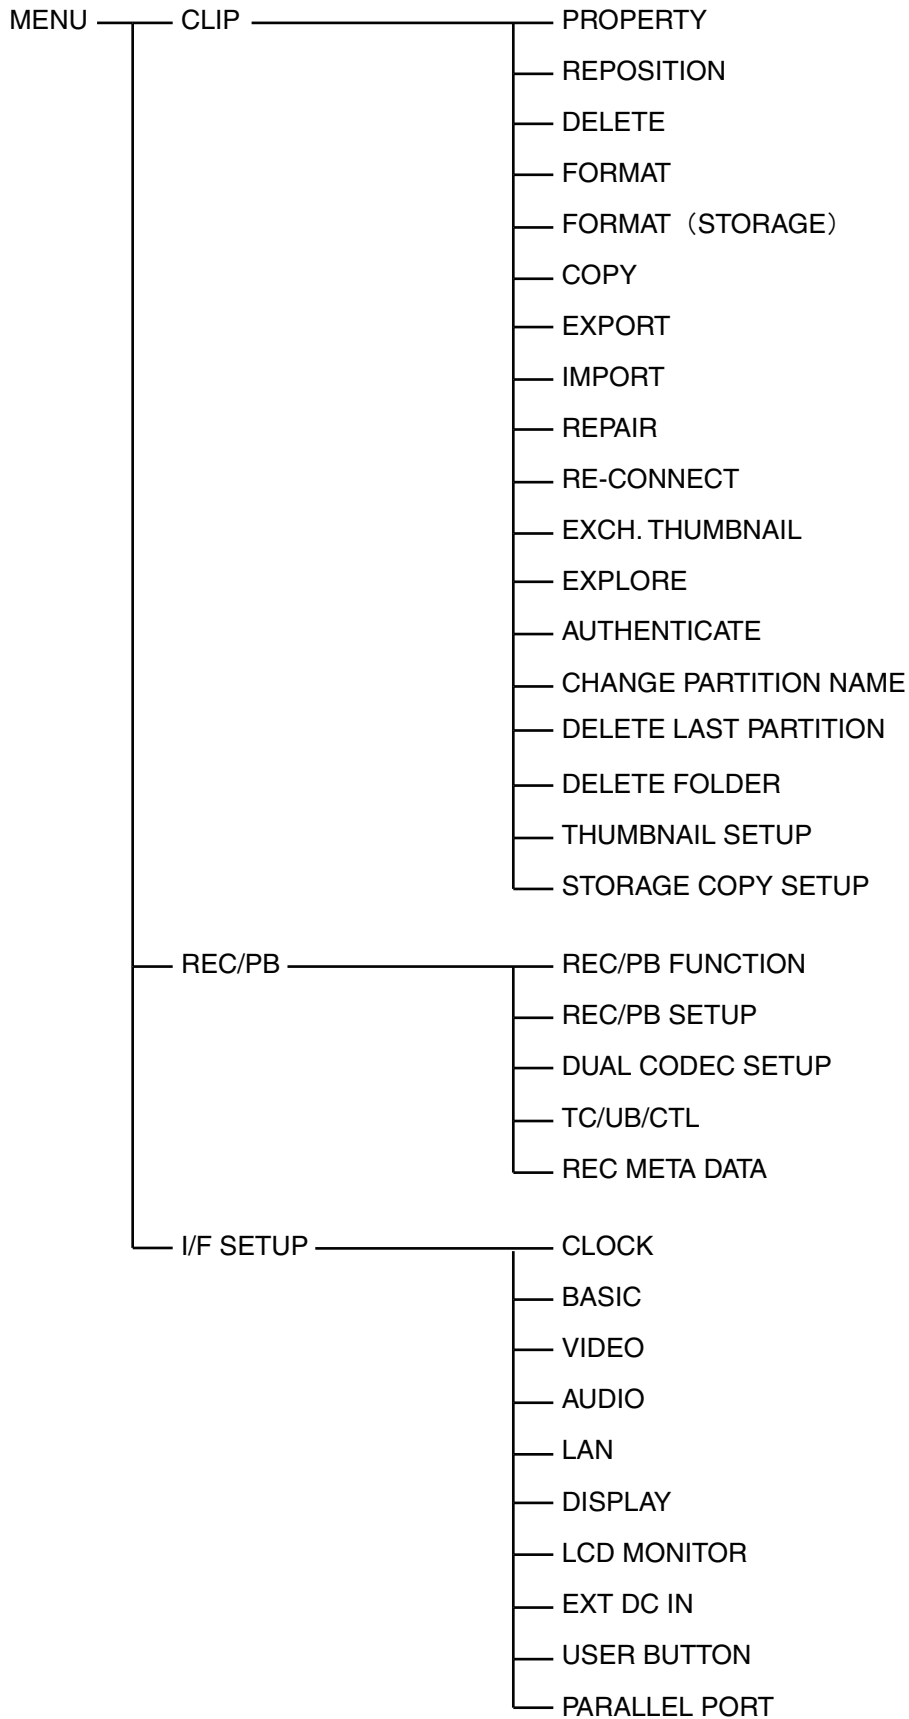 MENU CLIP PROPERTY
REPOSITION
DELETE
FORMAT
FORMAT（STORAGE）
COPY
EXPORT
IMPORT
REPAIR
RE-CONNECT
EXCH. THUMBNAIL
EXPLORE
AUTHENTICATE
CHANGE PARTITION NAME
DELETE LAST PARTITION
DELETE FOLDER
THUMBNAIL SETUP
STORAGE COPY SETUP
REC/PB REC/PB FUNCTION
REC/PB SETUP
DUAL CODEC SETUP
TC/UB/CTL
REC META DATA
I/F SETUP CLOCK
BASIC
VIDEO
AUDIO
LAN
DISPLAY
LCD MONITOR
EXT DC IN
USER BUTTON
PARALLEL PORT